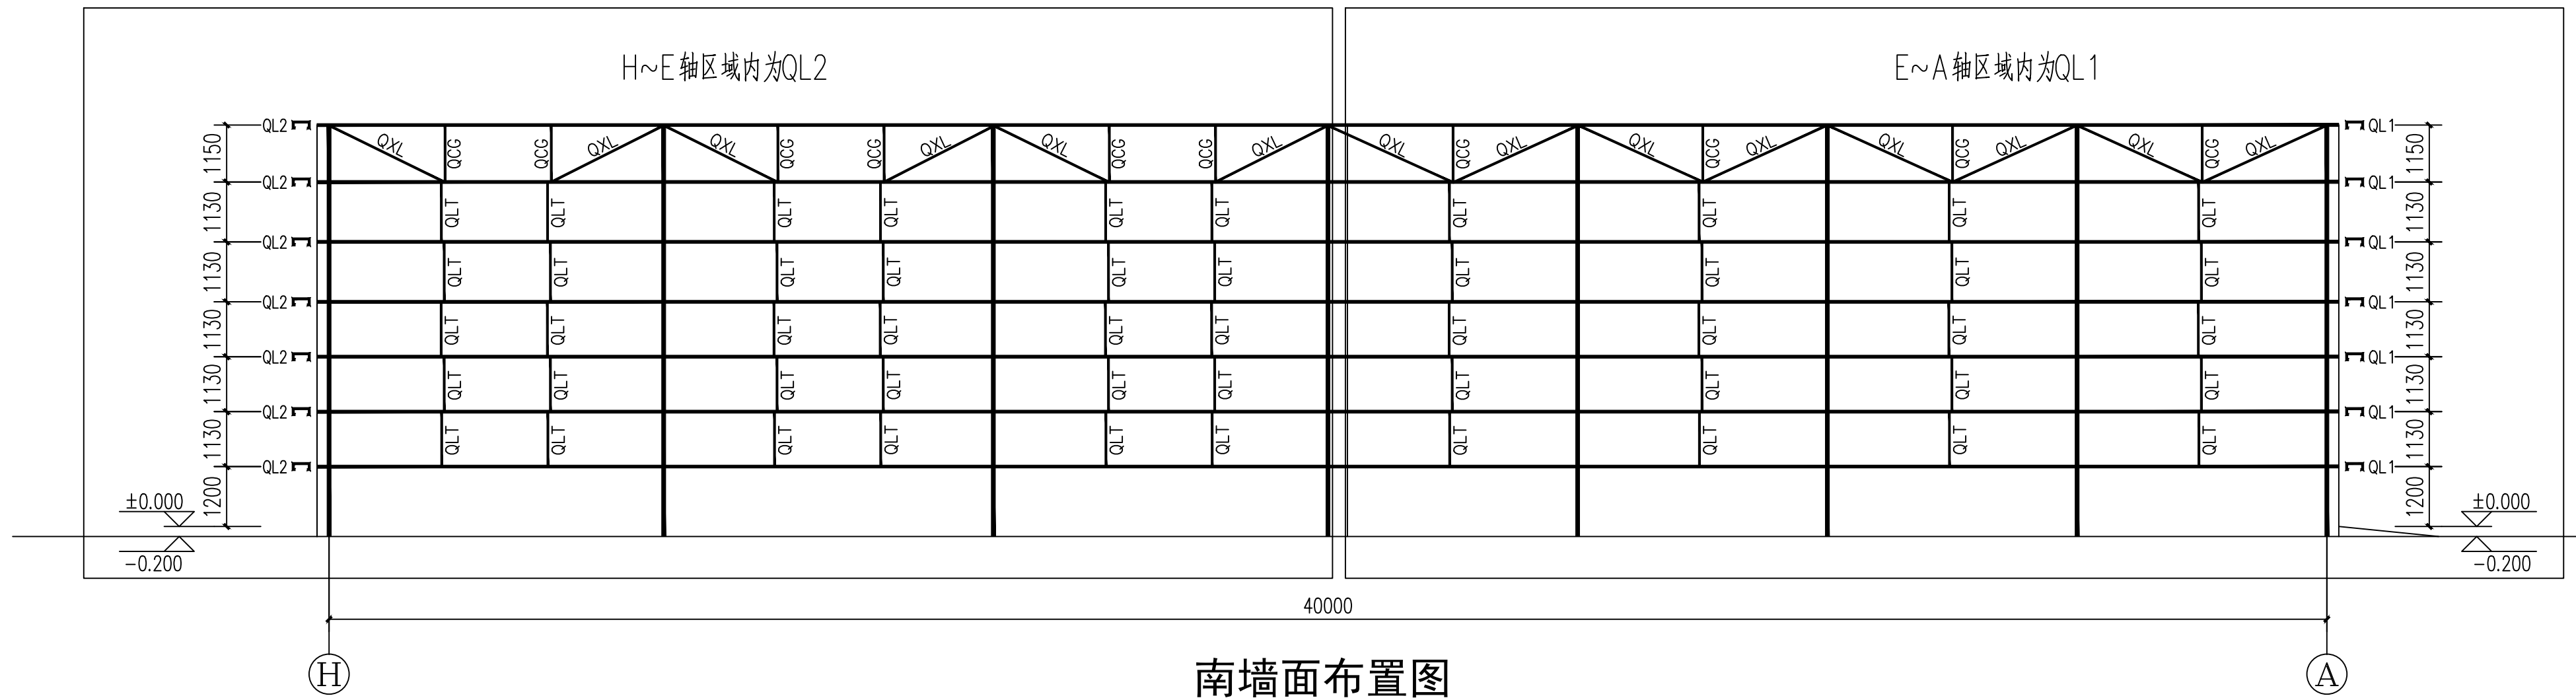 H~E轴区域内为QL2 E~A轴区域内为QL1
QL2 QL1
QXL QCG QCG QXL QXL QCG QCG QXL QXL QCG QCG QXL QXL QCG QXL QXL QCG QXL QXL QCG QXL QXL QCG QXL
1150 1150
QL2 QL1
1130 QLT QLT QLT QLT QLT QLT QLT QLT QLT QLT 1130
QL2 QL1
1130 QLT QLT QLT QLT QLT QLT QLT QLT QLT QLT 1130
QL2 QL1
1130 QLT QLT QLT QLT QLT QLT QLT QLT QLT QLT 1130
QL2 QL1
1130 QLT QLT QLT QLT QLT QLT QLT QLT QLT QLT 1130
QL2 QL1
1130 QLT QLT QLT QLT QLT QLT QLT QLT QLT QLT 1130
QL2 QL1
±0.000 1200 1200 ±0.000
-0.200 -0.200
40000
H A
南墙面布置图